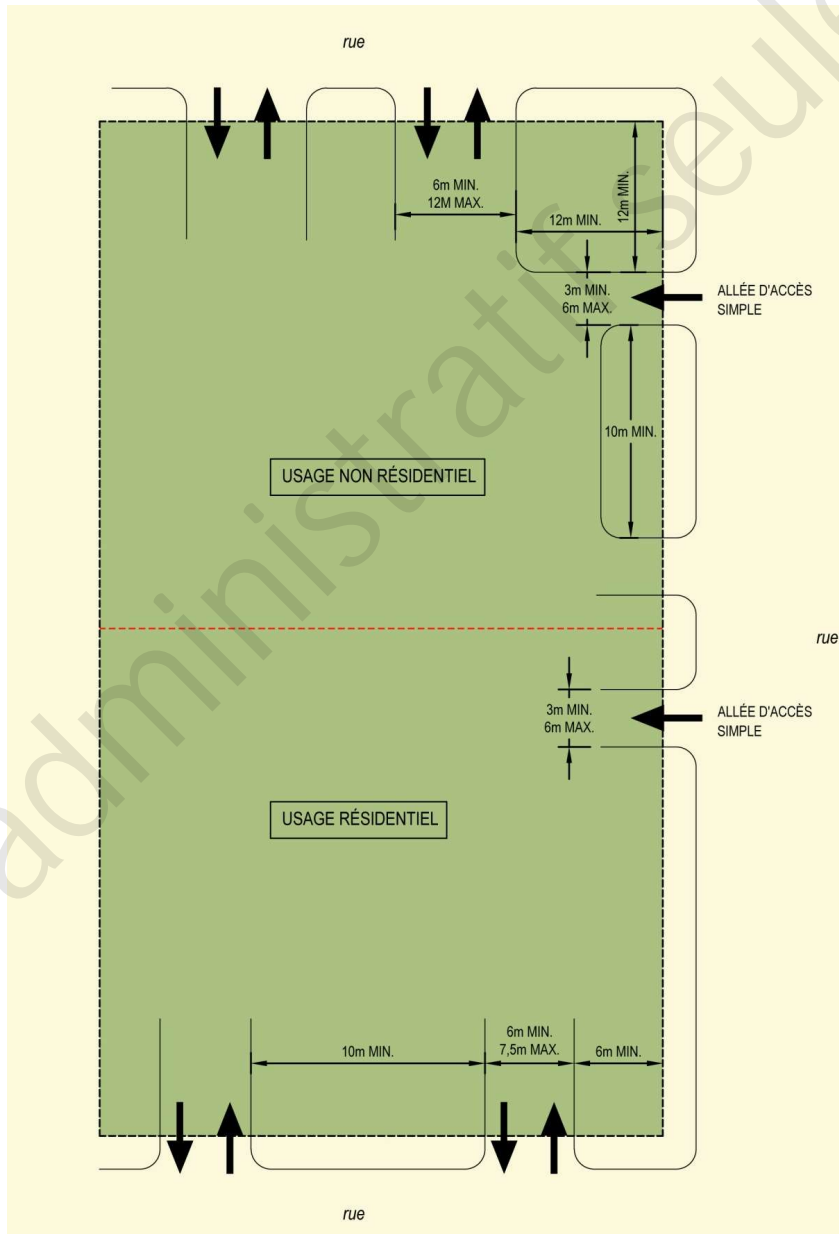 rue
6m MIN.
12M MAX.
12m MIN.
12m MIN.
3m MIN.
6m MAX.
ALLÉE D'ACCÈS
SIMPLE
10m MIN.
USAGE NON RÉSIDENTIEL
rue
3m MIN.
6m MAX.
ALLÉE D'ACCÈS
SIMPLE
USAGE RÉSIDENTIEL
10m MIN.
6m MIN.
7,5m MAX.
6m MIN.
rue
administratif seule